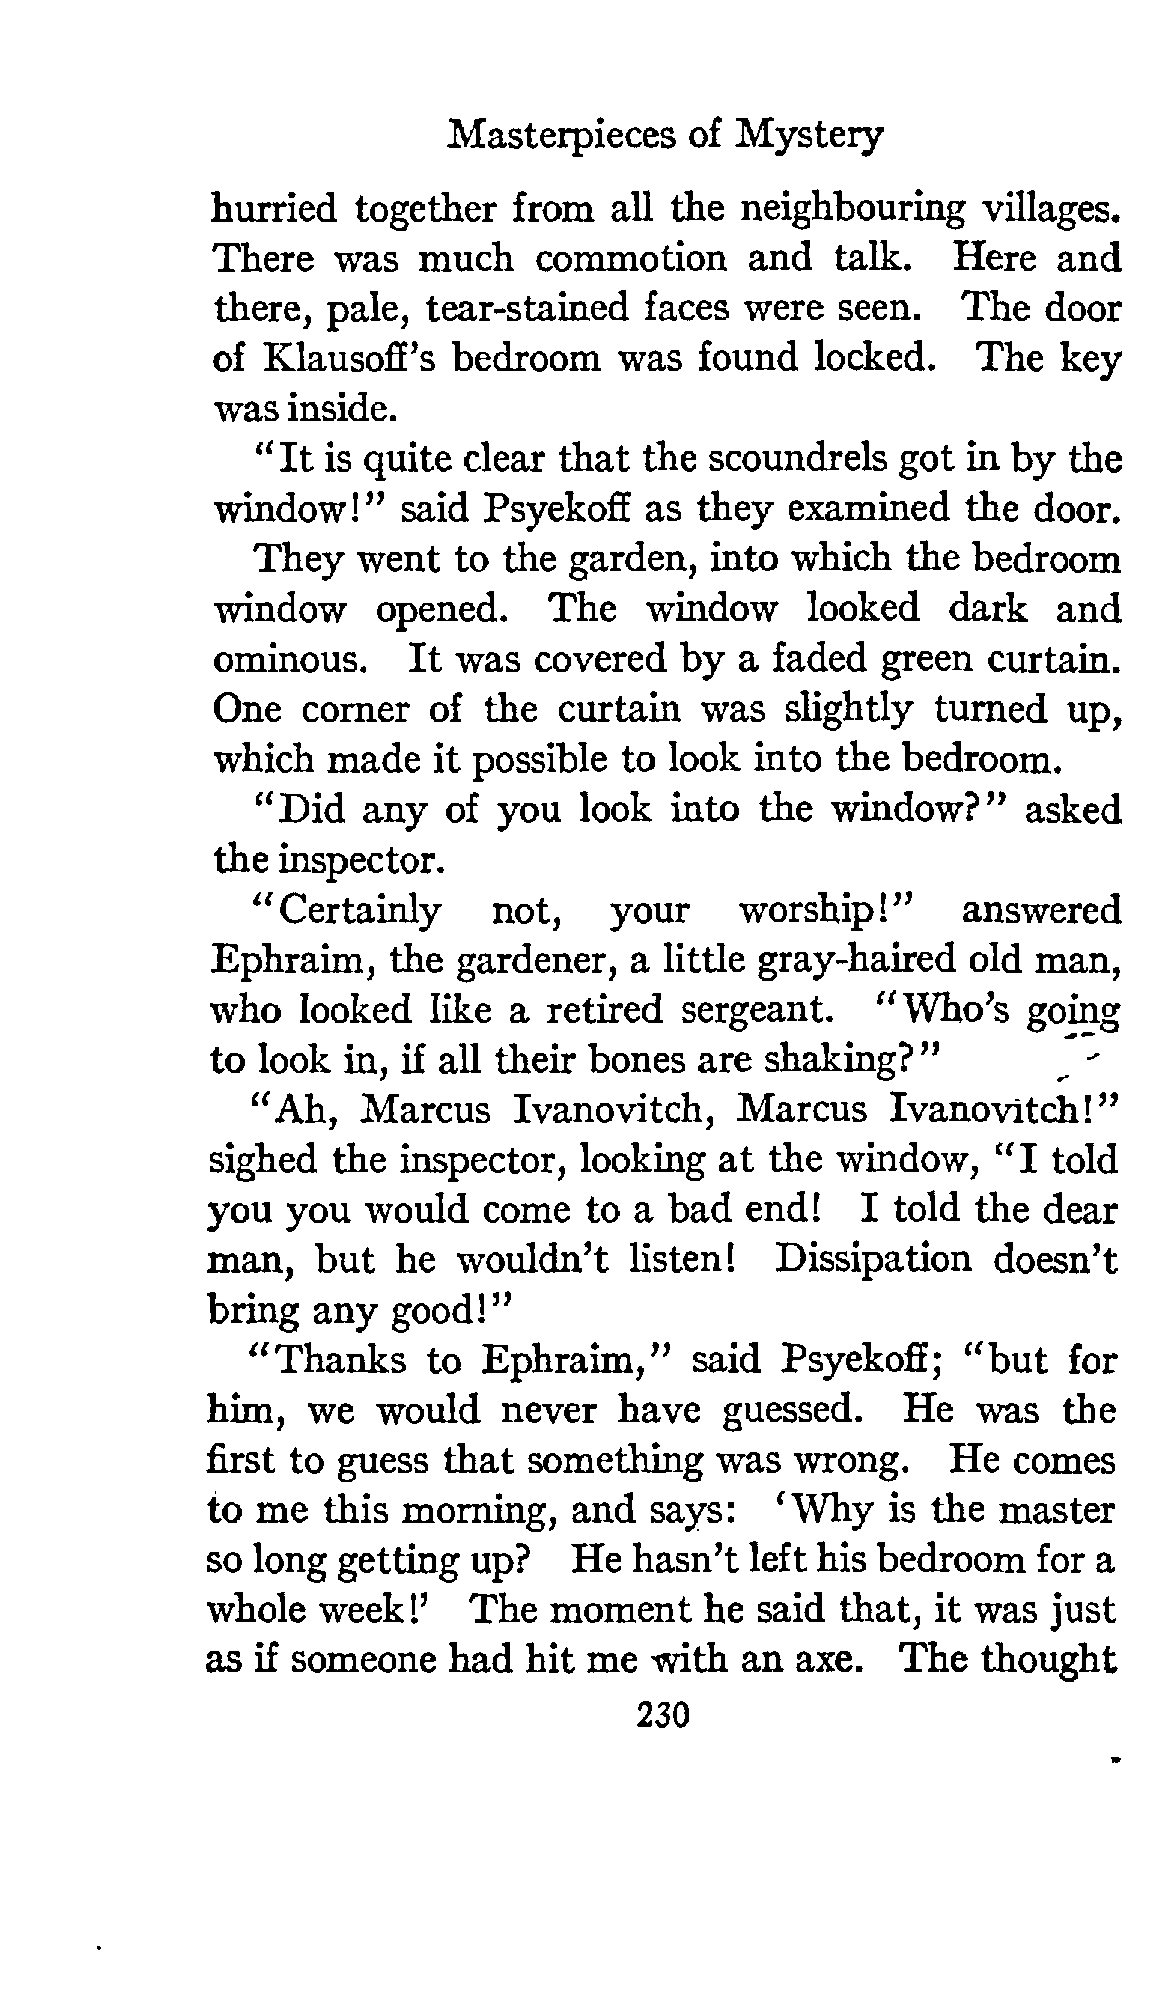 Masterpieces of Mystery
hurried together from all the neighbouring villages.
There was much commotion and talk. Here and
there, pale, tear-stained faces were seen. The door
of Klausoff's bedroom was found locked. The key
was inside.
"It is quite clear that the scoundrels got in by the
window!" said Psyekoff as they examined the door.
They went to the garden, into which the bedroom
window opened. The window looked dark and
ominous. It was covered by a faded green curtain.
One corner of the curtain was slightly turned up,
which made it possible to look into the bedroom.
"Did any of you look into the window?" asked
the inspector.
"Certainly not, your worship!" answered
Ephraim, the gardener, a little gray-haired old man,
who looked like a retired sergeant. "Who's going
to look in, if all their bones are shaking?"
"Ah, Marcus Ivanovitch, Marcus Ivanovitch!"
sighed the inspector, looking at the window, "I told
you you would come to a bad end! I told the dear
man, but he wouldn't listen! Dissipation doesn't
bring any good!"
"Thanks to Ephraim," said Psyekoff; "but for
him, we would never have guessed. He was the
first to guess that something was wrong. He comes
to me this morning, and says: 'Why is the master
so long getting up? He hasn't left his bedroom for a
whole week!' The moment he said that, it was just
as if someone had hit me with an axe. The thought
230